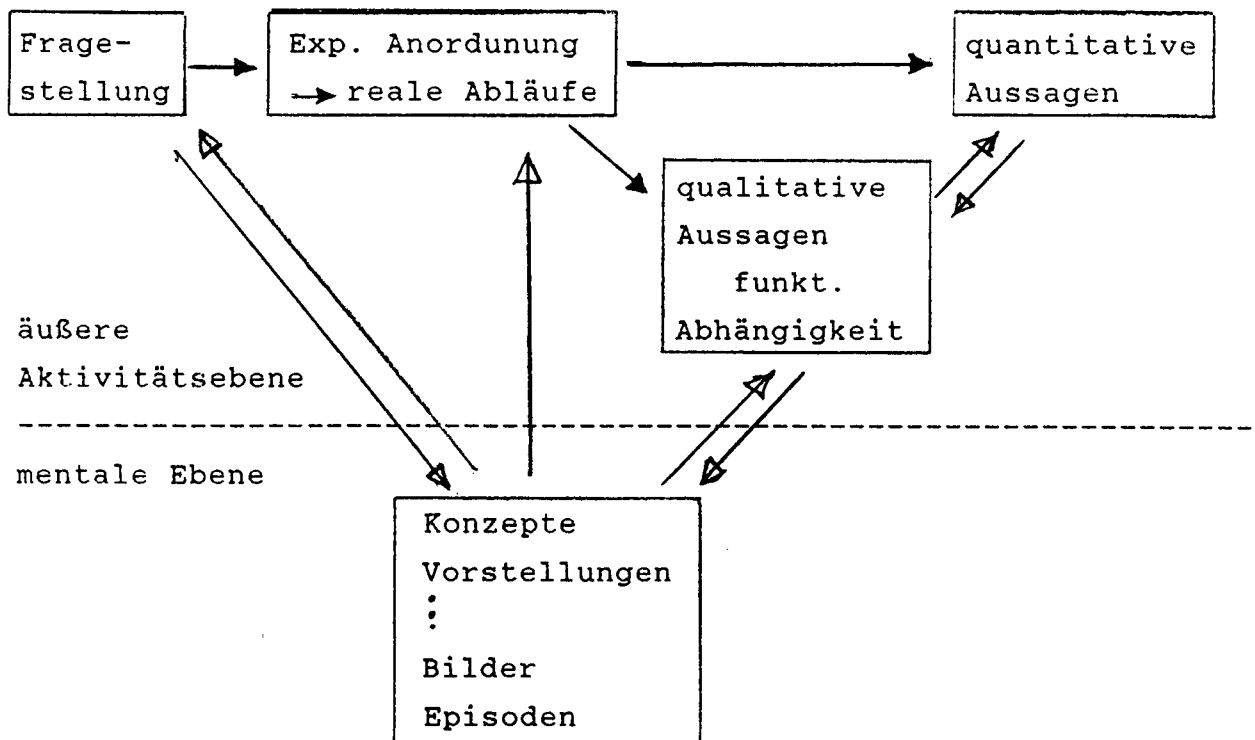 Frage-
stellung
Exp. Anordunung
reale Abläufe
quantitative
Aussagen
qualitative
Aussagen
funkt.
Abhängigkeit
äußere
Aktivitätsebene
mentale Ebene
Konzepte
Vorstellungen
⋮
Bilder
Episoden